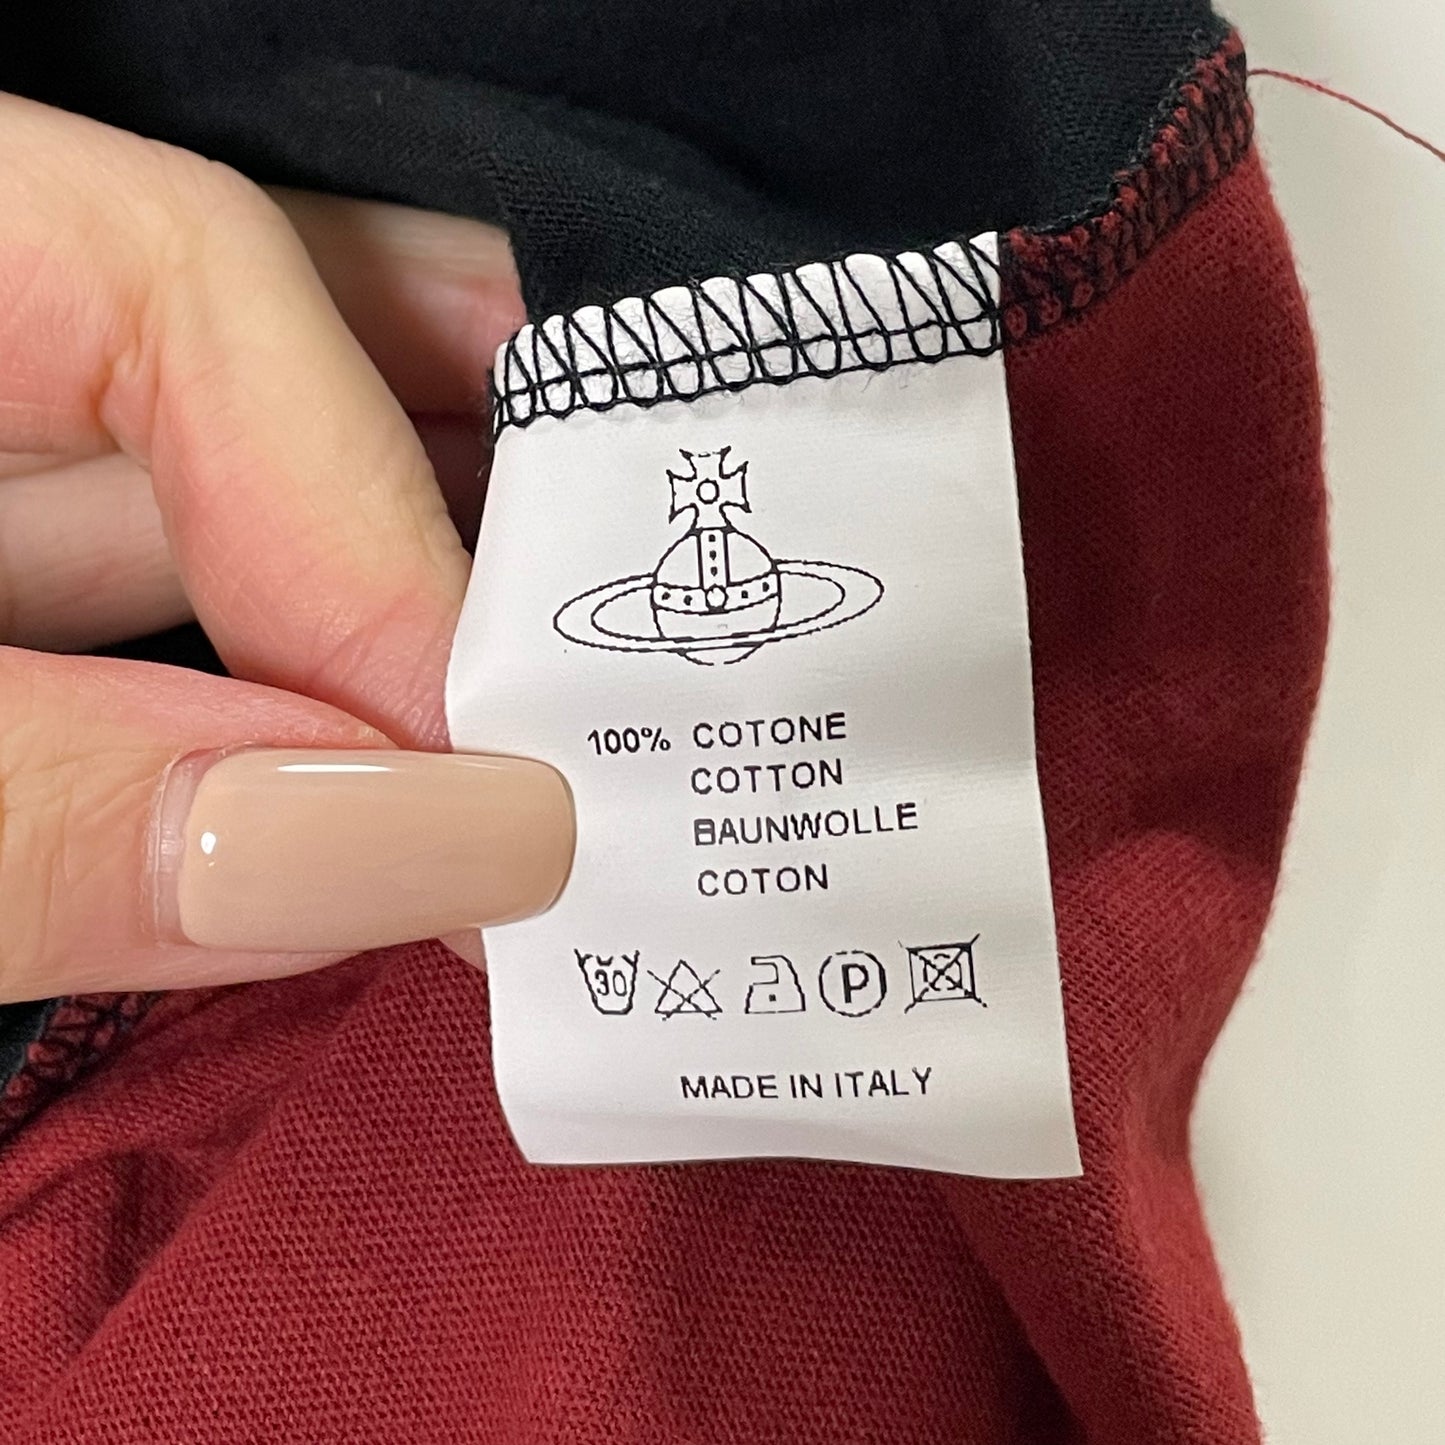 100% COTONE
COTTON
BAUNWOLLE
COTON
30 P
MADE IN ITALY